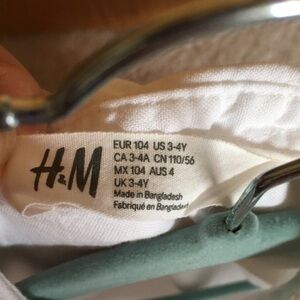 H&M
EUR 104 US 3-4Y
CA 3-4A CN 110/56
MX 104 AUS 4
UK 3-4Y
Made in Bangladesh
Fabriqué en Bangladesh